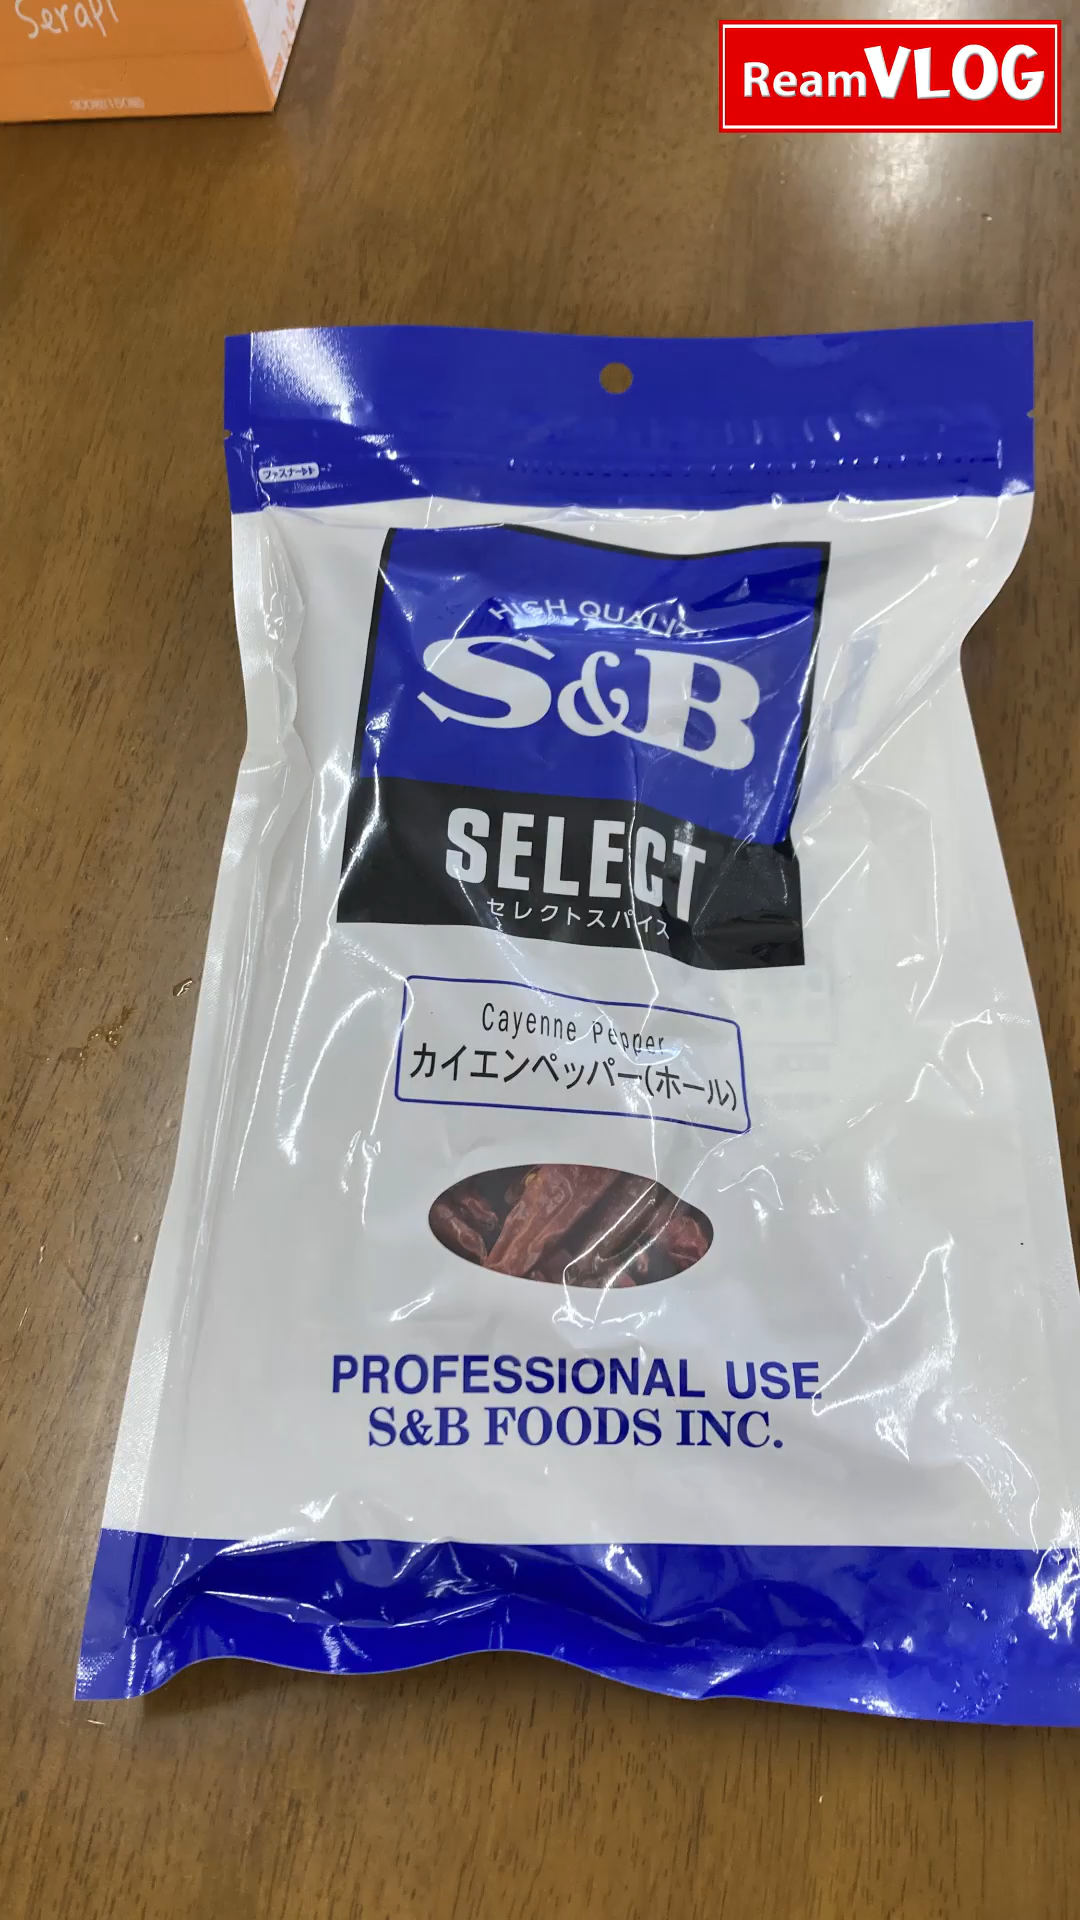 Serapi
ReamVLOG
ファスナー
HIGH QUALITY
S&B
SELECT
セレクトスパイス
Cayenne Pepper
カイエンペッパー(ホール)
PROFESSIONAL USE
S&B FOODS INC.